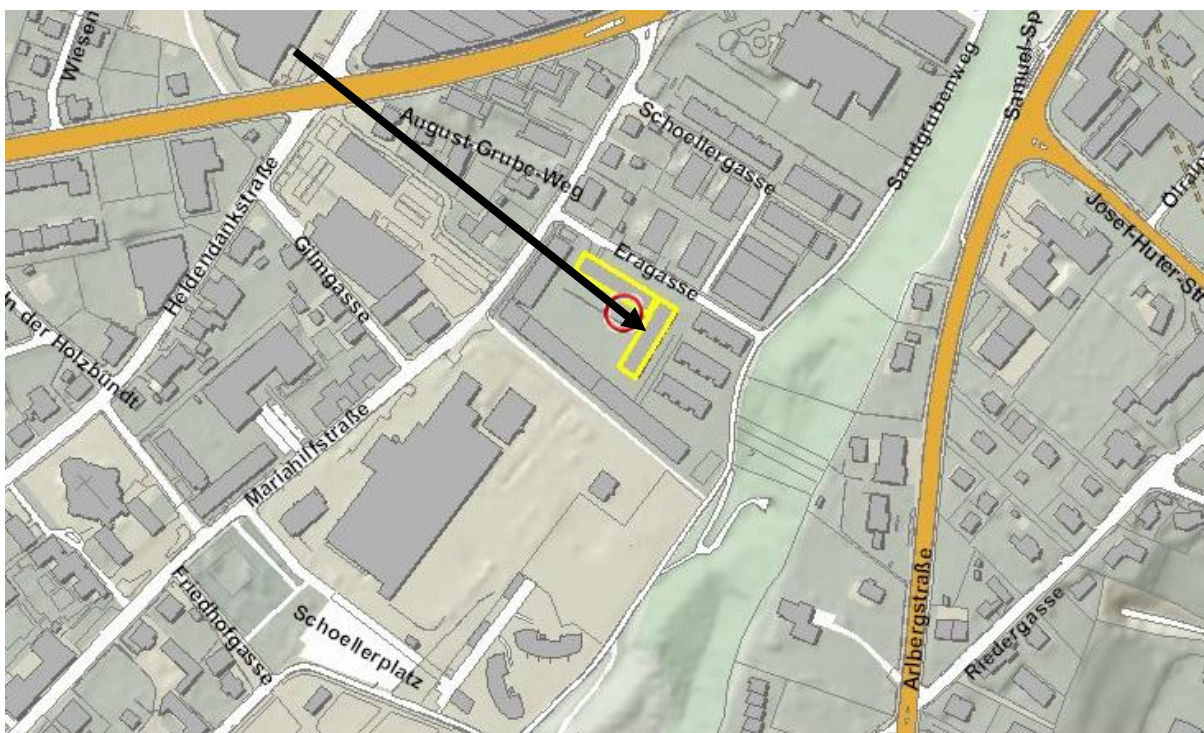 Wiesen
August-Grube-Weg
Schoellergasse
Sandgrubenweg
Samuel-Sp
Heldendankstraße
Gilmgasse
Eragasse
Josef-Huter-St
Olra
In der Holzbündt
Mariahilfstraße
Friedhofgasse
Schoellerplatz
Arlbergstraße
Riedergasse